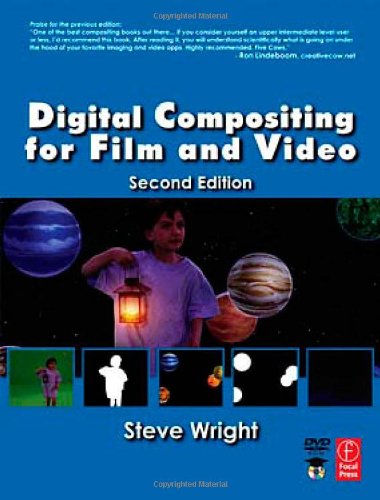 Praise for the previous edition:
"One of the best compositing books out there... if you consider yourself an upper intermediate level user
or less, I'd recommend this book. After reading it, you will understand scientifically what is going on under
the hood of your favorite imaging and video apps. Highly recommended. Five Cows."
- Ron Lindeboom, creativecow.net
Digital Compositing
for Film and Video
Second Edition
Steve Wright
DVD
Focal
Press